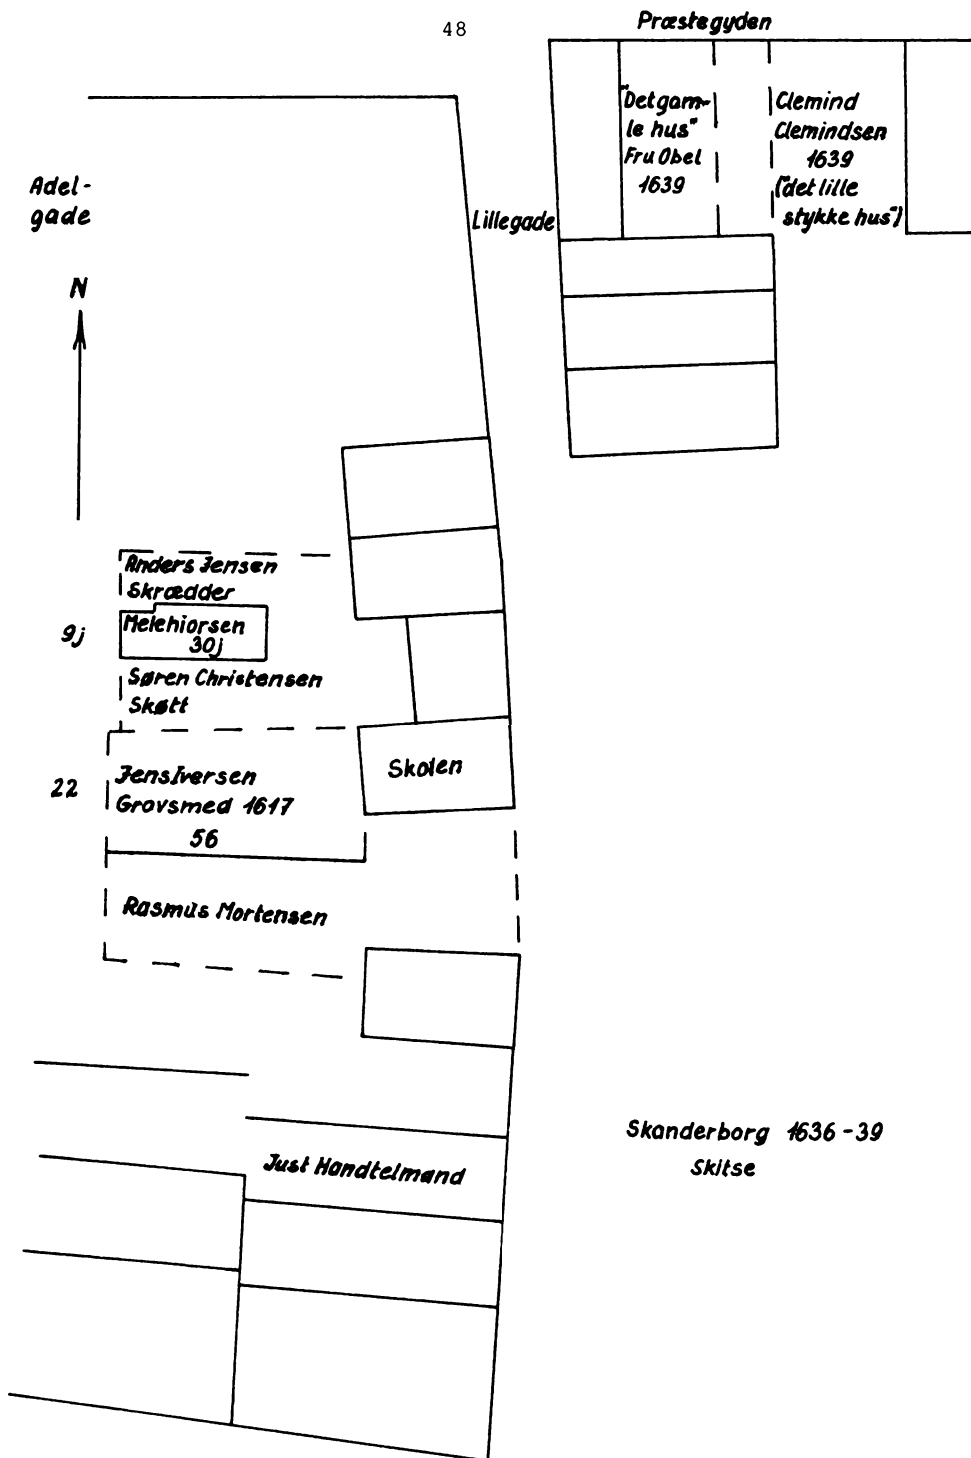 48
Præstegyden
"Det gam-
le hus"
Fru Obel
1639
Clemind
Clemindsen
1639
("det lille
stykke hus")
Adel-
gade
Lillegade
N
Anders Jensen
Skrædder
9j
Melchiorsen
30j
Søren Christensen
Skøtt
22
Jens Iversen
Grovsmed 1617
56
Skolen
Rasmus Mortensen
Just Handtelmand
Skanderborg 1636-39
Skitse